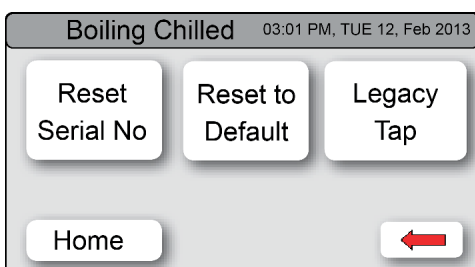 Boiling Chilled 03:01 PM, TUE 12, Feb 2013
Reset
Serial No
Reset to
Default
Legacy
Tap
Home